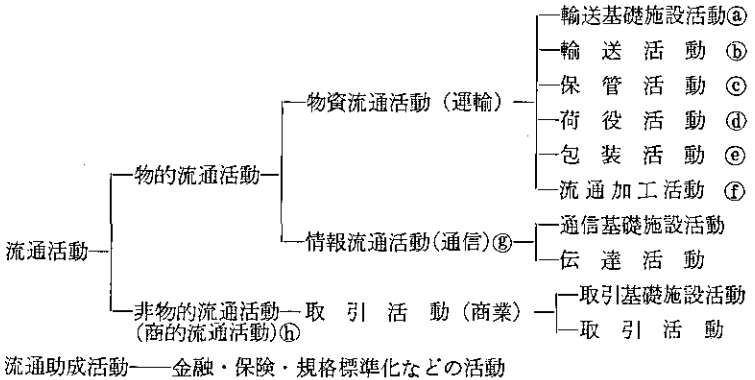 輸送基礎施設活動ⓐ
輸送活動ⓑ
保管活動ⓒ
物資流通活動（運輸）
荷役活動ⓓ
包装活動ⓔ
物的流通活動
流通加工活動ⓕ
通信基礎施設活動
情報流通活動(通信)ⓖ
流通活動
伝達活動
取引基礎施設活動
非物的流通活動
取引活動（商業）
(商的流通活動)ⓗ
取引活動
流通助成活動――金融・保険・規格標準化などの活動